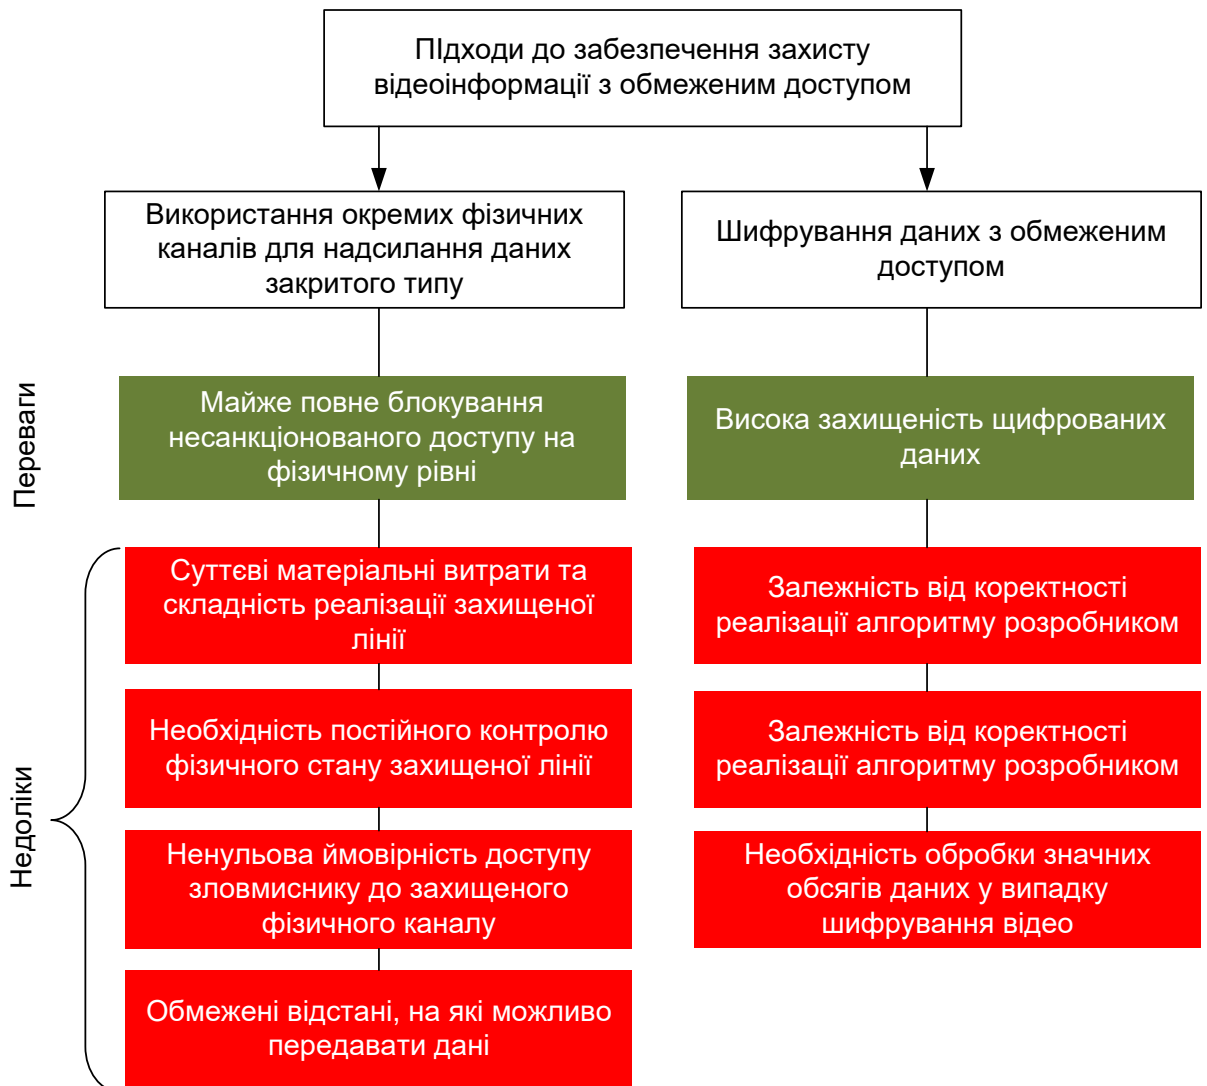 ПІдходи до забезпечення захисту
відеоінформації з обмеженим доступом
Використання окремих фізичних
каналів для надсилання даних
закритого типу
Шифрування даних з обмеженим
доступом
Переваги
Майже повне блокування
несанкціонованого доступу на
фізичному рівні
Висока захищеність щифрованих
даних
Недоліки
Суттєві матеріальні витрати та
складність реалізації захищеної
лінії
Необхідність постійного контролю
фізичного стану захищеної лінії
Ненульова ймовірність доступу
зловмиснику до захищеного
фізичного каналу
Обмежені відстані, на які можливо
передавати дані
Залежність від коректності
реалізації алгоритму розробником
Залежність від коректності
реалізації алгоритму розробником
Необхідність обробки значних
обсягів даних у випадку
шифрування відео